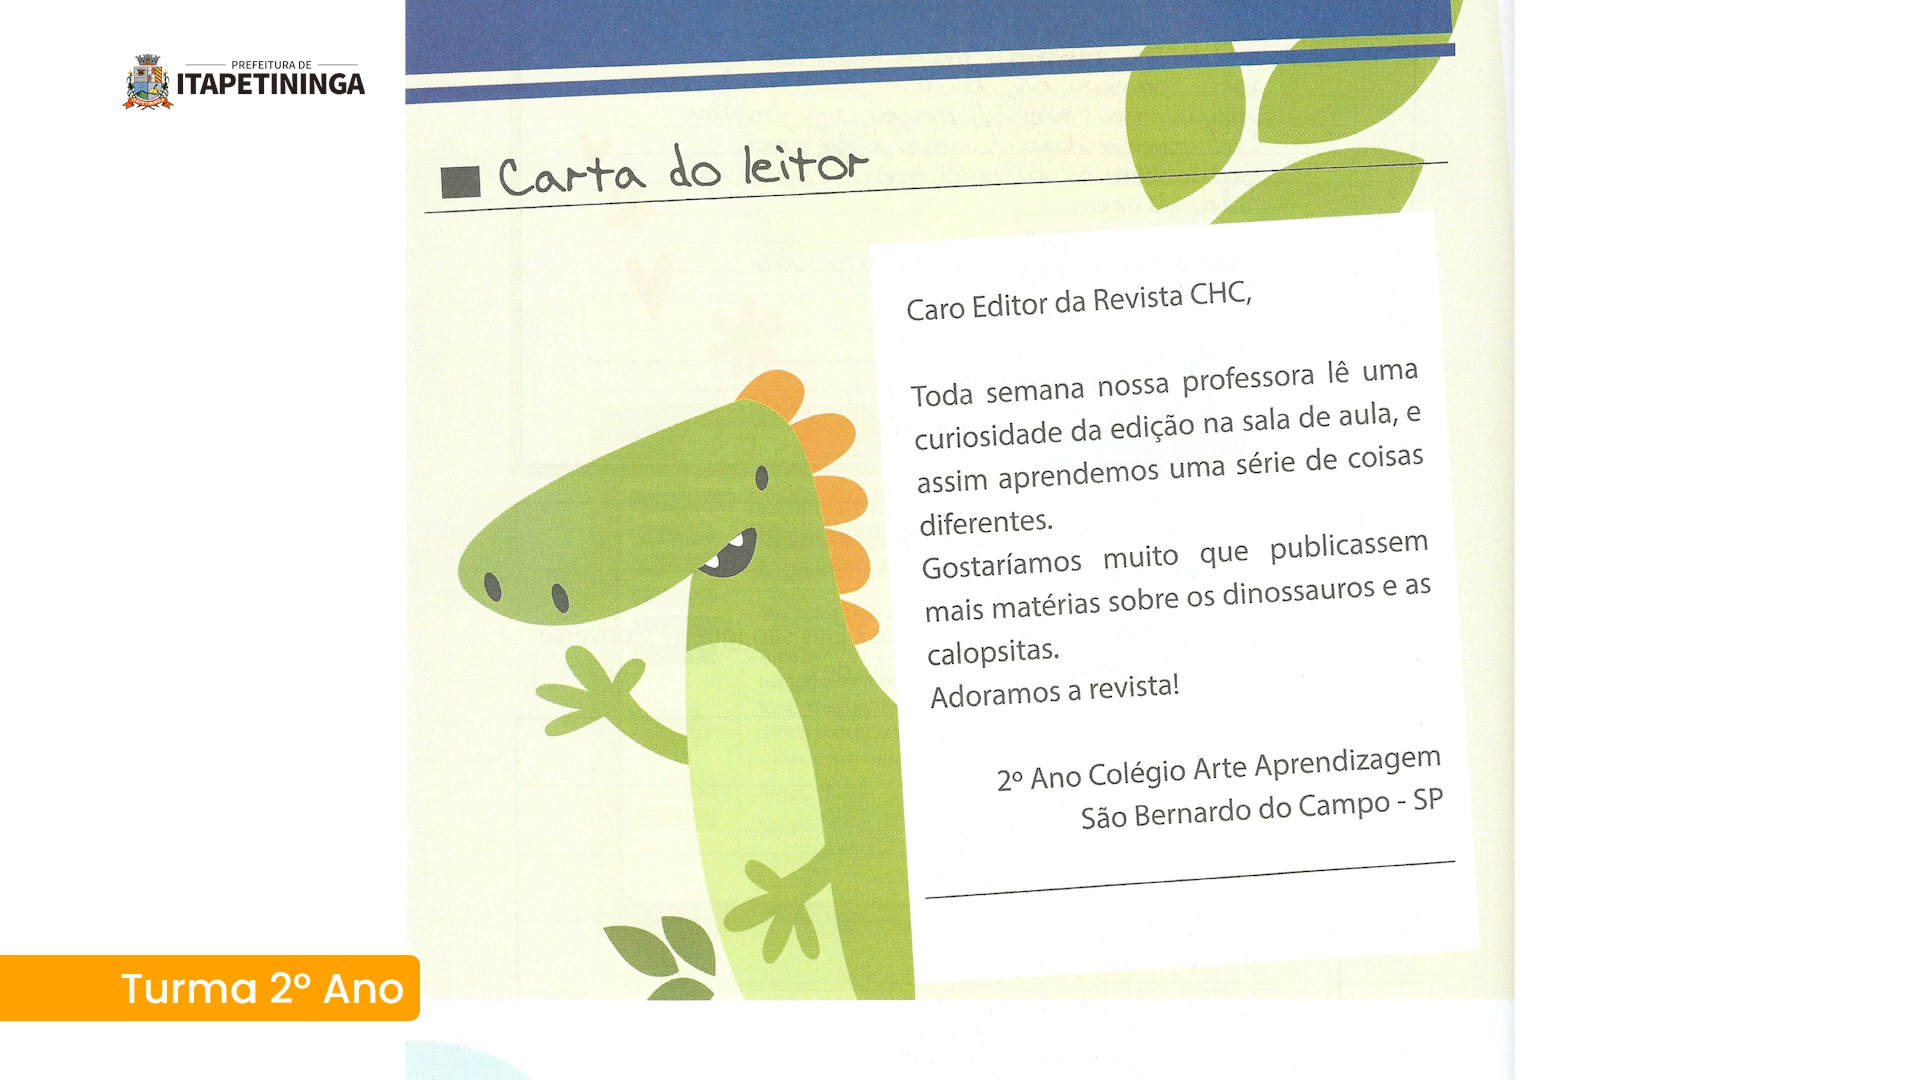 PREFEITURA DE
ITAPETININGA
Carta do leitor
Caro Editor da Revista CHC,
Toda semana nossa professora lê uma
curiosidade da edição na sala de aula, e
assim aprendemos uma série de coisas
diferentes.
Gostaríamos muito que publicassem
mais matérias sobre os dinossauros e as
calopsitas.
Adoramos a revista!
2º Ano Colégio Arte Aprendizagem
São Bernardo do Campo - SP
Turma 2º Ano